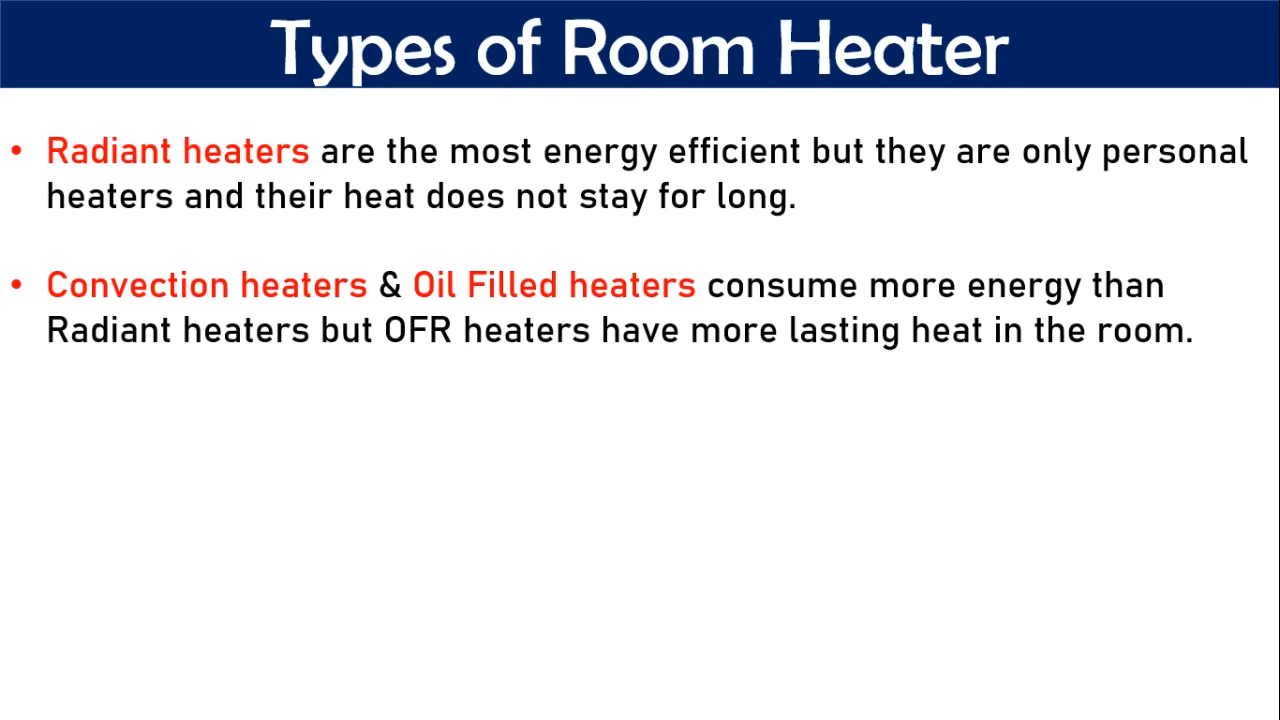 Types of Room Heater
• Radiant heaters are the most energy efficient but they are only personal
heaters and their heat does not stay for long.
• Convection heaters & Oil Filled heaters consume more energy than
Radiant heaters but OFR heaters have more lasting heat in the room.